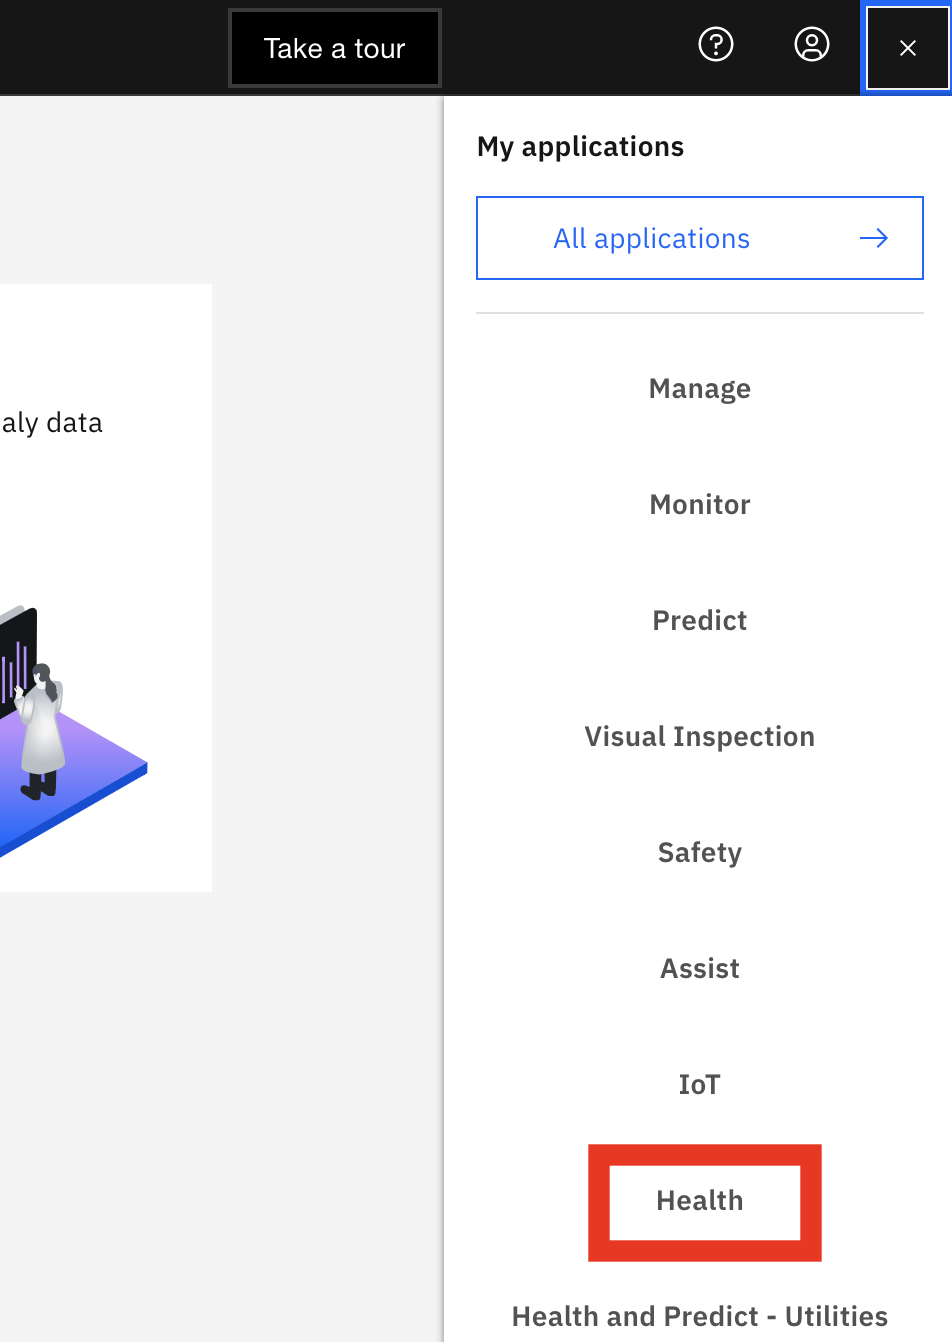 Take a tour
My applications
All applications
aly data
Manage
Monitor
Predict
Visual Inspection
Safety
Assist
IoT
Health
Health and Predict - Utilities